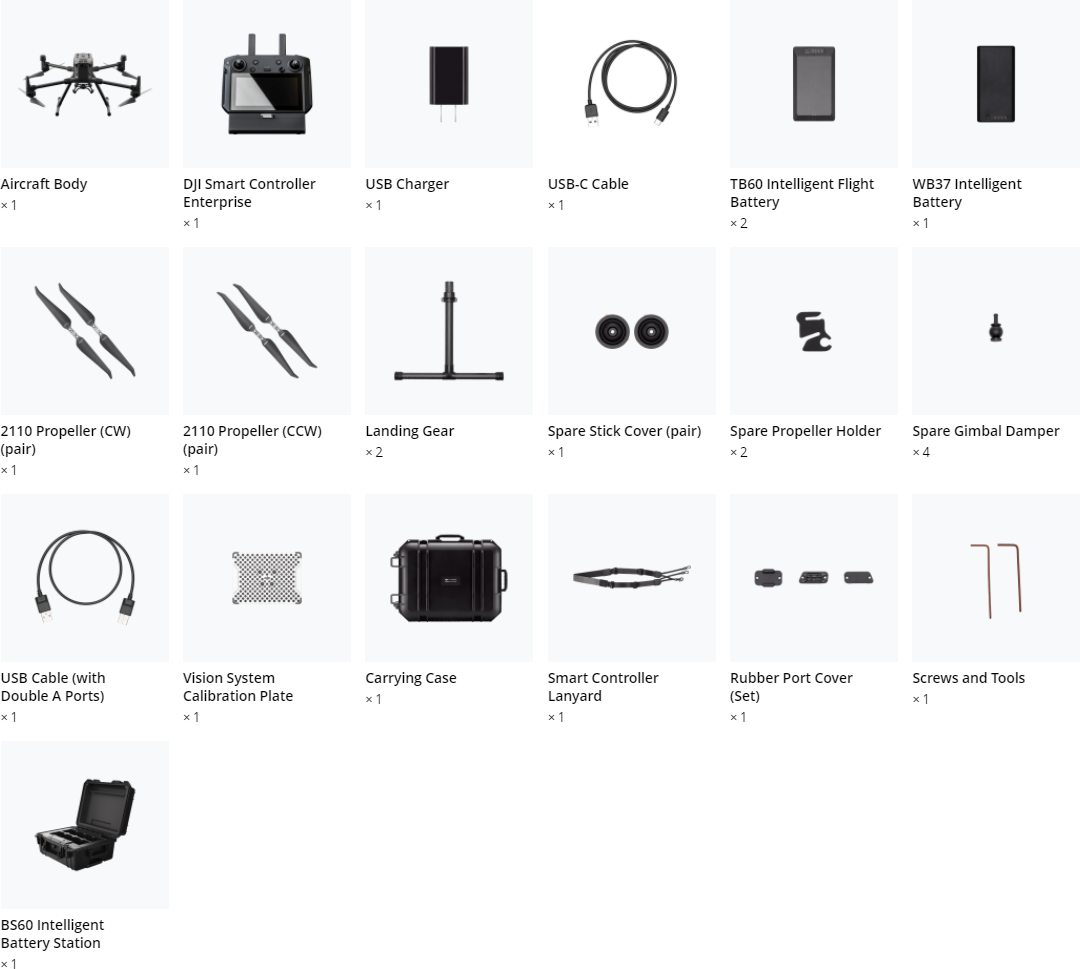 Aircraft Body
× 1
DJI Smart Controller
Enterprise
× 1
USB Charger
× 1
USB-C Cable
× 1
TB60 Intelligent Flight
Battery
× 2
WB37 Intelligent
Battery
× 1
2110 Propeller (CW)
(pair)
× 1
2110 Propeller (CCW)
(pair)
× 1
Landing Gear
× 2
Spare Stick Cover (pair)
× 1
Spare Propeller Holder
× 2
Spare Gimbal Damper
× 4
USB Cable (with
Double A Ports)
× 1
Vision System
Calibration Plate
× 1
Carrying Case
× 1
Smart Controller
Lanyard
× 1
Rubber Port Cover
(Set)
× 1
Screws and Tools
× 1
BS60 Intelligent
Battery Station
× 1